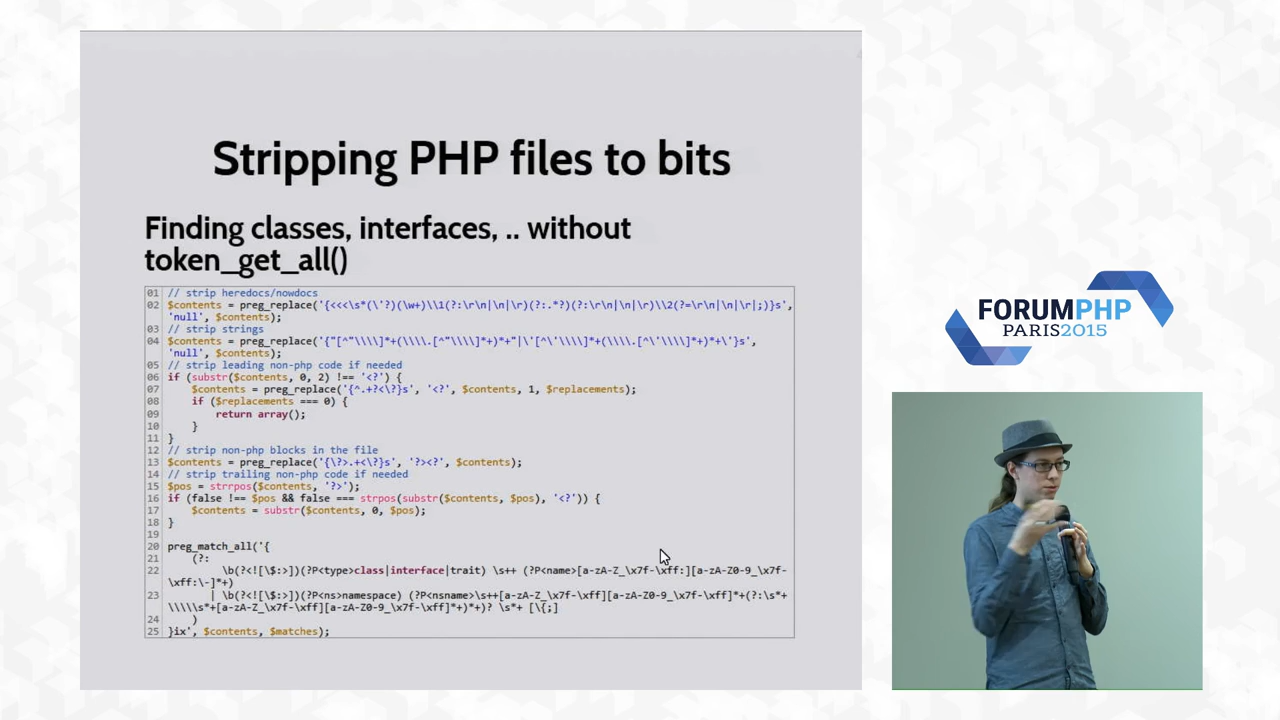 Stripping PHP files to bits
Finding classes, interfaces, .. without
token_get_all()
01 // strip heredocs/nowdocs
02 $contents = preg_replace('{<<<\s*(\'?)(\w+)\\1(?:\r\n|\n|\r)(?:.*?)(?:\r\n|\n|\r)\\2(?=\r\n|\n|\r|;)}s',
'null', $contents);
03 // strip strings
04 $contents = preg_replace('{"[^"\\\\]*+(\\\\.[^"\\\\]*+)*+"|\'[^\'\\\\]*+(\\\\.[^\'\\\\]*+)*+\'}s',
'null', $contents);
05 // strip leading non-php code if needed
06 if (substr($contents, 0, 2) !== '<?') {
07     $contents = preg_replace('{^.+?<\?}s', '<?', $contents, 1, $replacements);
08     if ($replacements === 0) {
09         return array();
10     }
11 }
12 // strip non-php blocks in the file
13 $contents = preg_replace('{\?>.+<\?}s', '?><?', $contents);
14 // strip trailing non-php code if needed
15 $pos = strrpos($contents, '?>');
16 if (false !== $pos && false === strpos(substr($contents, $pos), '<?')) {
17     $contents = substr($contents, 0, $pos);
18 }
19
20 preg_match_all('{
21     (?:
22          \b(?<![\$:>])(?P<type>class|interface|trait) \s++ (?P<name>[a-zA-Z_\x7f-\xff:][a-zA-Z0-9_\x7f-
\xff:\-]*+)
23        | \b(?<![\$:>])(?P<ns>namespace) (?P<nsname>\s++[a-zA-Z_\x7f-\xff][a-zA-Z0-9_\x7f-\xff]*+(?:\s*+
\\\\\s*+[a-zA-Z_\x7f-\xff][a-zA-Z0-9_\x7f-\xff]*+)*+)? \s*+ [\{;]
24     )
25 }ix', $contents, $matches);
FORUMPHP
PARIS2015